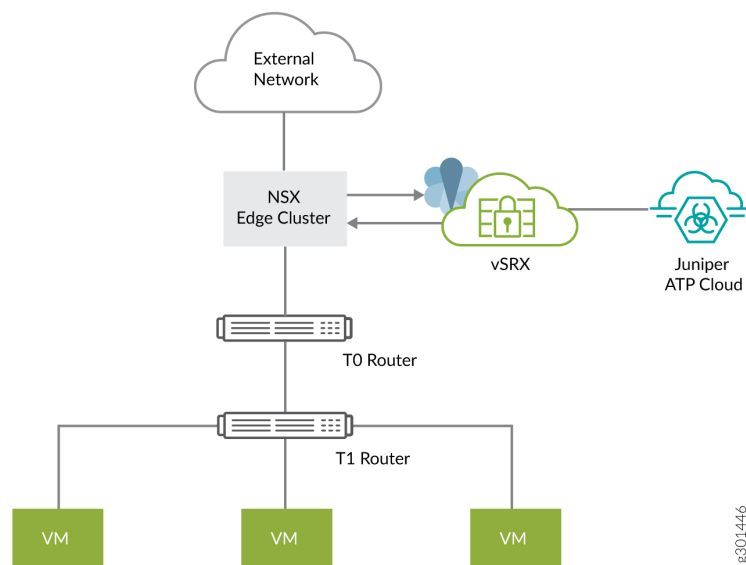 External
Network
NSX
Edge Cluster
vSRX
Juniper
ATP Cloud
T0 Router
T1 Router
VM
VM
VM
g301446